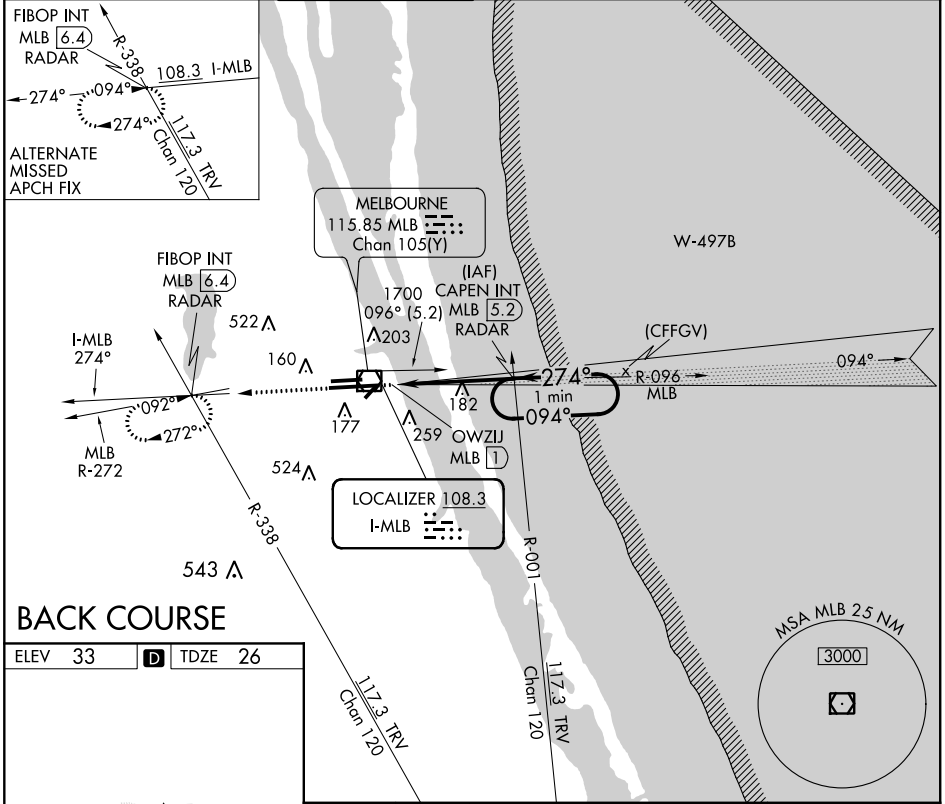 FIBOP INT
MLB 6.4
RADAR
R-338
108.3 I-MLB
274°
094°
274°
117.3 TRV
Chan 120
ALTERNATE
MISSED
APCH FIX
MELBOURNE
115.85 MLB
Chan 105(Y)
W-497B
FIBOP INT
MLB 6.4
RADAR
(IAF)
CAPEN INT
MLB 5.2
RADAR
1700
096° (5.2)
522
203
(CFFGV)
I-MLB
274°
160
094°
274°
x
R-096
MLB
1 min
094°
092°
272°
182
177
259
OWZIJ
MLB 1
MLB
R-272
524
LOCALIZER 108.3
I-MLB
R-338
R-001
543
BACK COURSE
MSA MLB 25 NM
3000
ELEV 33
D
TDZE 26
117.3 TRV
Chan 120
117.3 TRV
Chan 120